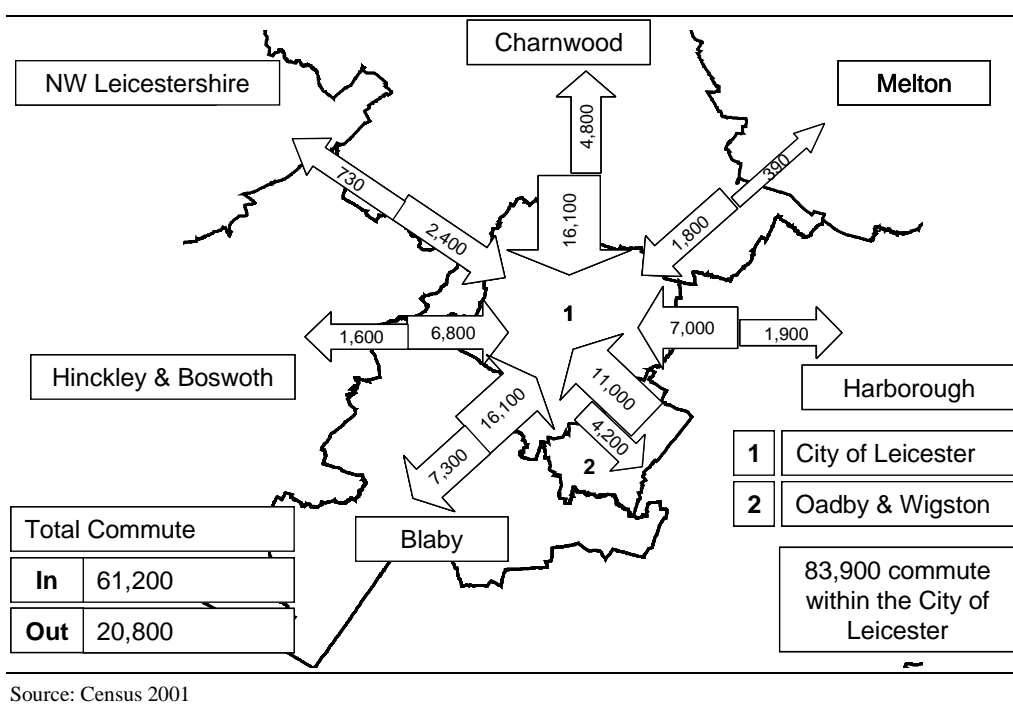 Charnwood
NW Leicestershire
Melton
4,800
390
730
16,100
1,800
2,400
1
1,600
6,800
7,000
1,900
Hinckley & Boswoth
11,000
Harborough
16,100
4,200
7,300
2
1 City of Leicester
2 Oadby & Wigston
Blaby
Total Commute
In 61,200
Out 20,800
83,900 commute
within the City of
Leicester
Source: Census 2001